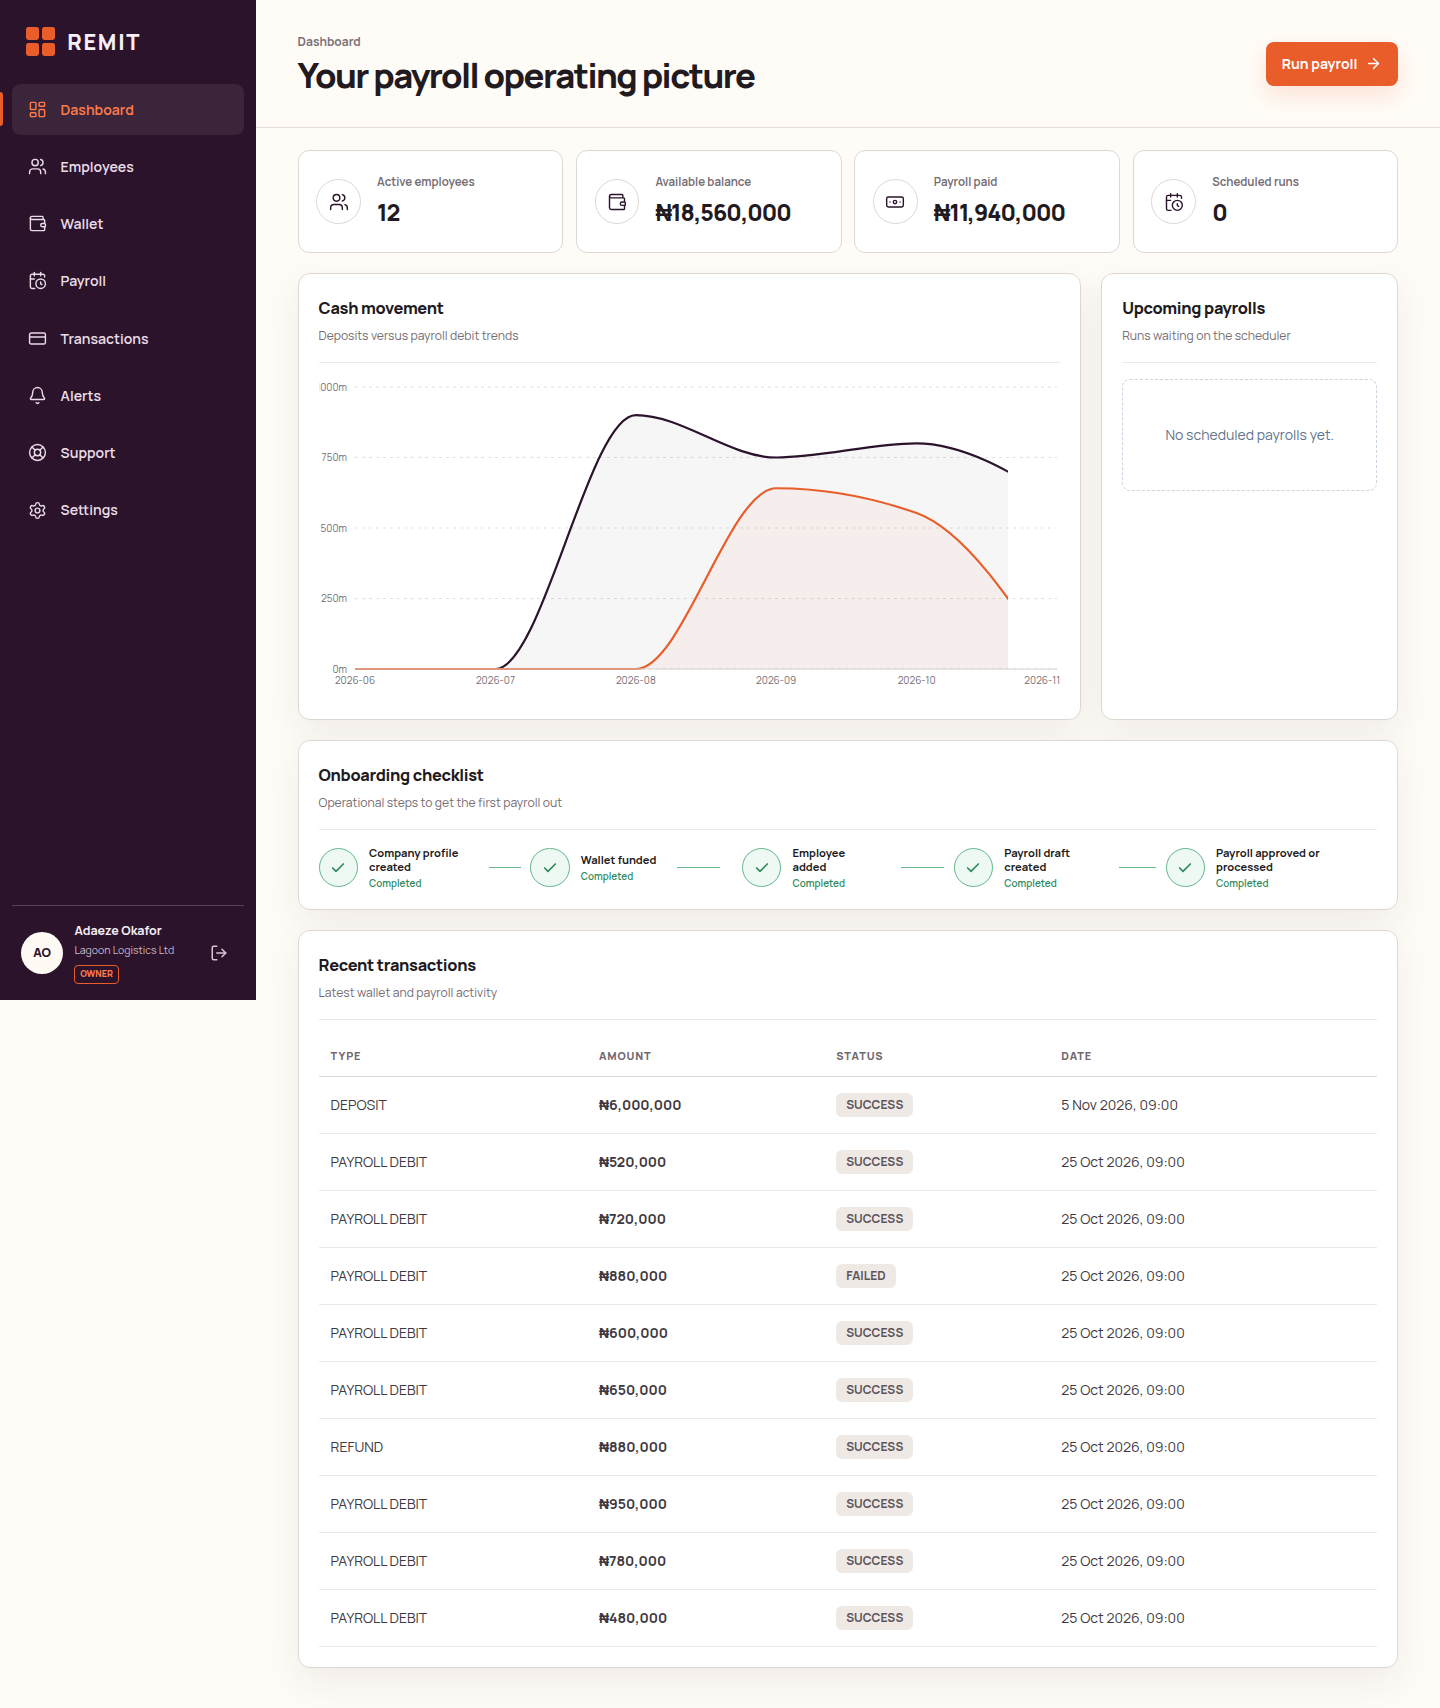 REMIT
Dashboard
Employees
Wallet
Payroll
Transactions
Alerts
Support
Settings
AO
Adaeze Okafor
Lagoon Logistics Ltd
OWNER
Dashboard
Your payroll operating picture
Run payroll
Active employees
12
Available balance
₦18,560,000
Payroll paid
₦11,940,000
Scheduled runs
0
Cash movement
Deposits versus payroll debit trends
000m
750m
500m
250m
0m
2026-06
2026-07
2026-08
2026-09
2026-10
2026-11
Upcoming payrolls
Runs waiting on the scheduler
No scheduled payrolls yet.
Onboarding checklist
Operational steps to get the first payroll out
Company profile
created
Completed
Wallet funded
Completed
Employee
added
Completed
Payroll draft
created
Completed
Payroll approved or
processed
Completed
Recent transactions
Latest wallet and payroll activity
TYPE AMOUNT STATUS DATE
DEPOSIT ₦6,000,000 SUCCESS 5 Nov 2026, 09:00
PAYROLL DEBIT ₦520,000 SUCCESS 25 Oct 2026, 09:00
PAYROLL DEBIT ₦720,000 SUCCESS 25 Oct 2026, 09:00
PAYROLL DEBIT ₦880,000 FAILED 25 Oct 2026, 09:00
PAYROLL DEBIT ₦600,000 SUCCESS 25 Oct 2026, 09:00
PAYROLL DEBIT ₦650,000 SUCCESS 25 Oct 2026, 09:00
REFUND ₦880,000 SUCCESS 25 Oct 2026, 09:00
PAYROLL DEBIT ₦950,000 SUCCESS 25 Oct 2026, 09:00
PAYROLL DEBIT ₦780,000 SUCCESS 25 Oct 2026, 09:00
PAYROLL DEBIT ₦480,000 SUCCESS 25 Oct 2026, 09:00